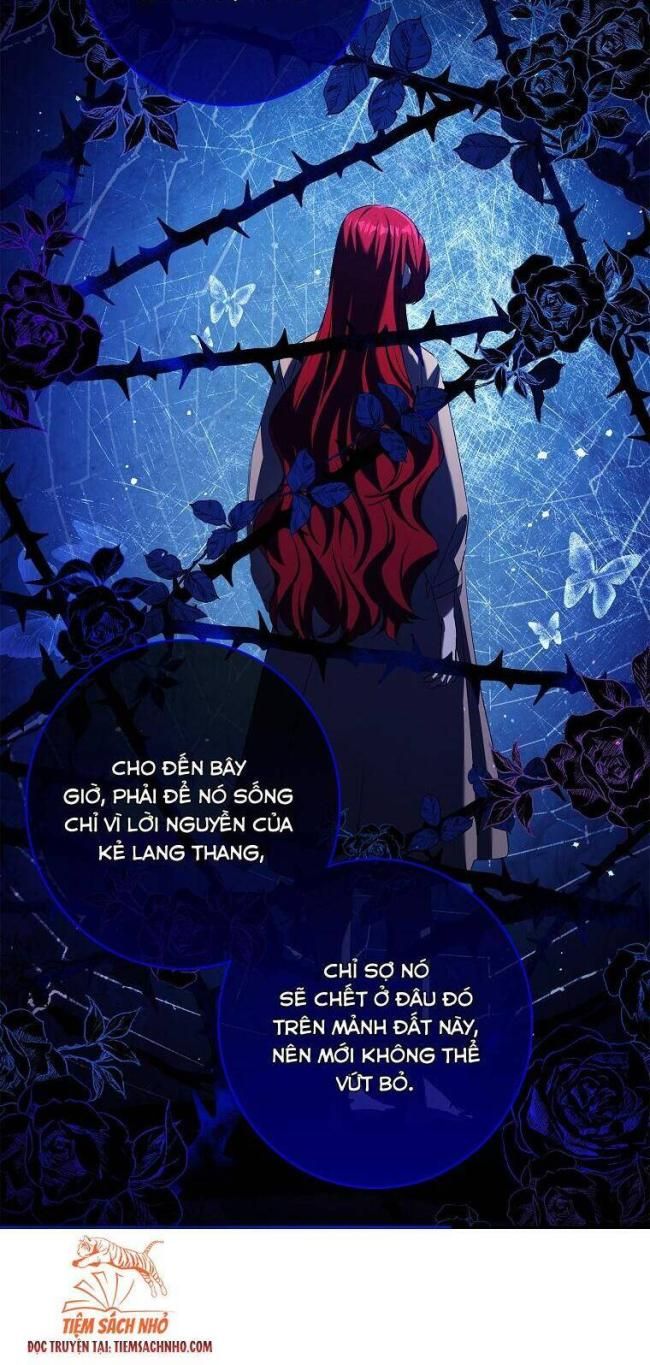 CHO ĐẾN BÂY
GIỜ, PHẢI ĐỂ NÓ SỐNG
CHỈ VÌ LỜI NGUYỀN CỦA
KẺ LANG THANG,
CHỈ SỢ NÓ
SẼ CHẾT Ở ĐÂU ĐÓ
TRÊN MẢNH ĐẤT NÀY,
NÊN MỚI KHÔNG THỂ
VỨT BỎ.
TIỆM SÁCH NHỎ
ĐỌC TRUYỆN TẠI: TIEMSACHNHO.COM